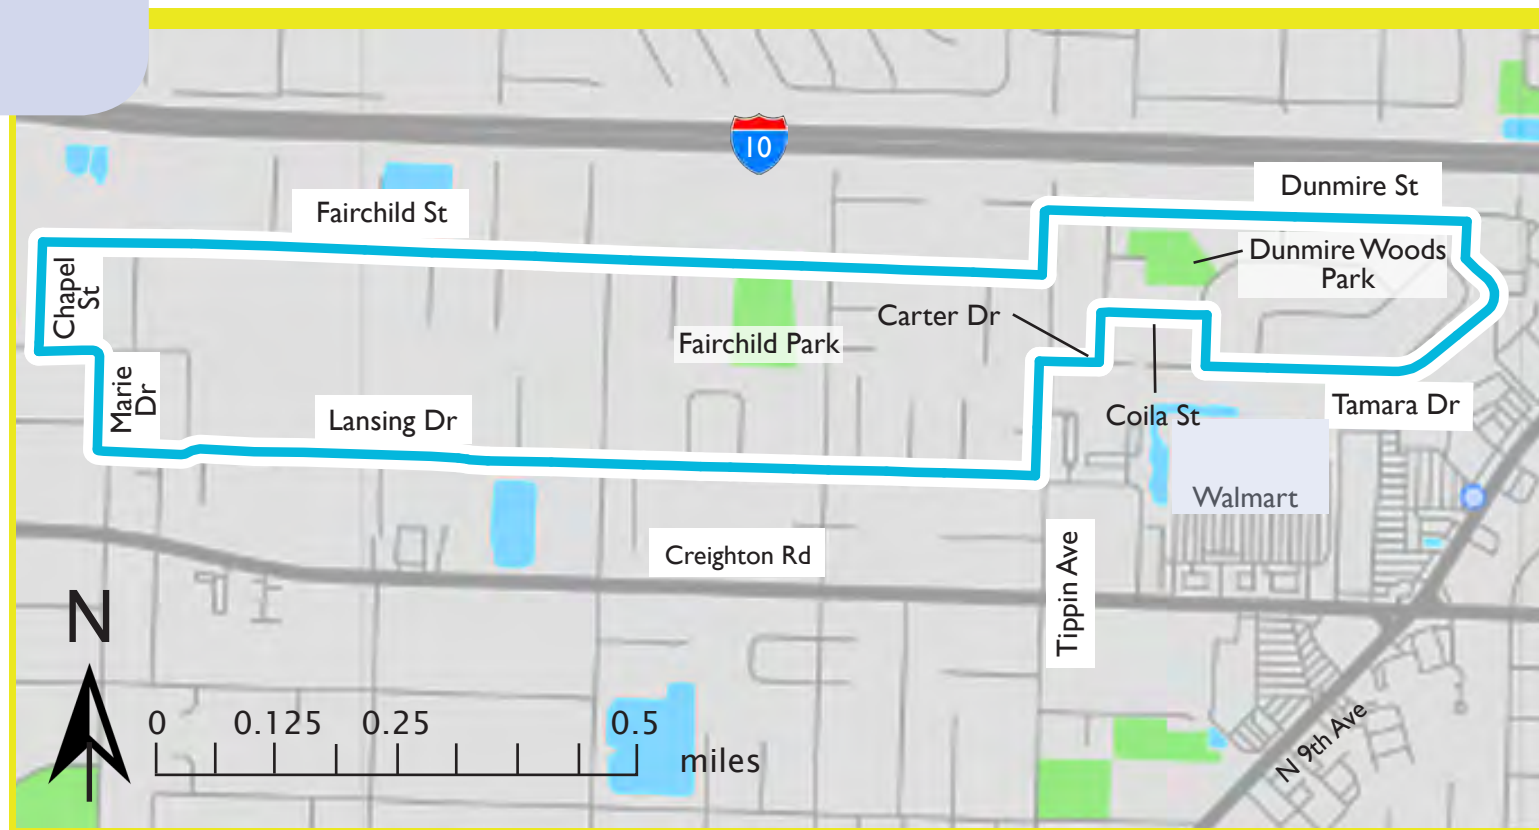 10
Dunmire St
Fairchild St
Dunmire Woods
Park
Chapel
St
Carter Dr
Fairchild Park
Marie
Dr
Lansing Dr
Coila St
Tamara Dr
Walmart
Creighton Rd
Tippin Ave
N
0 0.125 0.25 0.5
miles
N 9th Ave